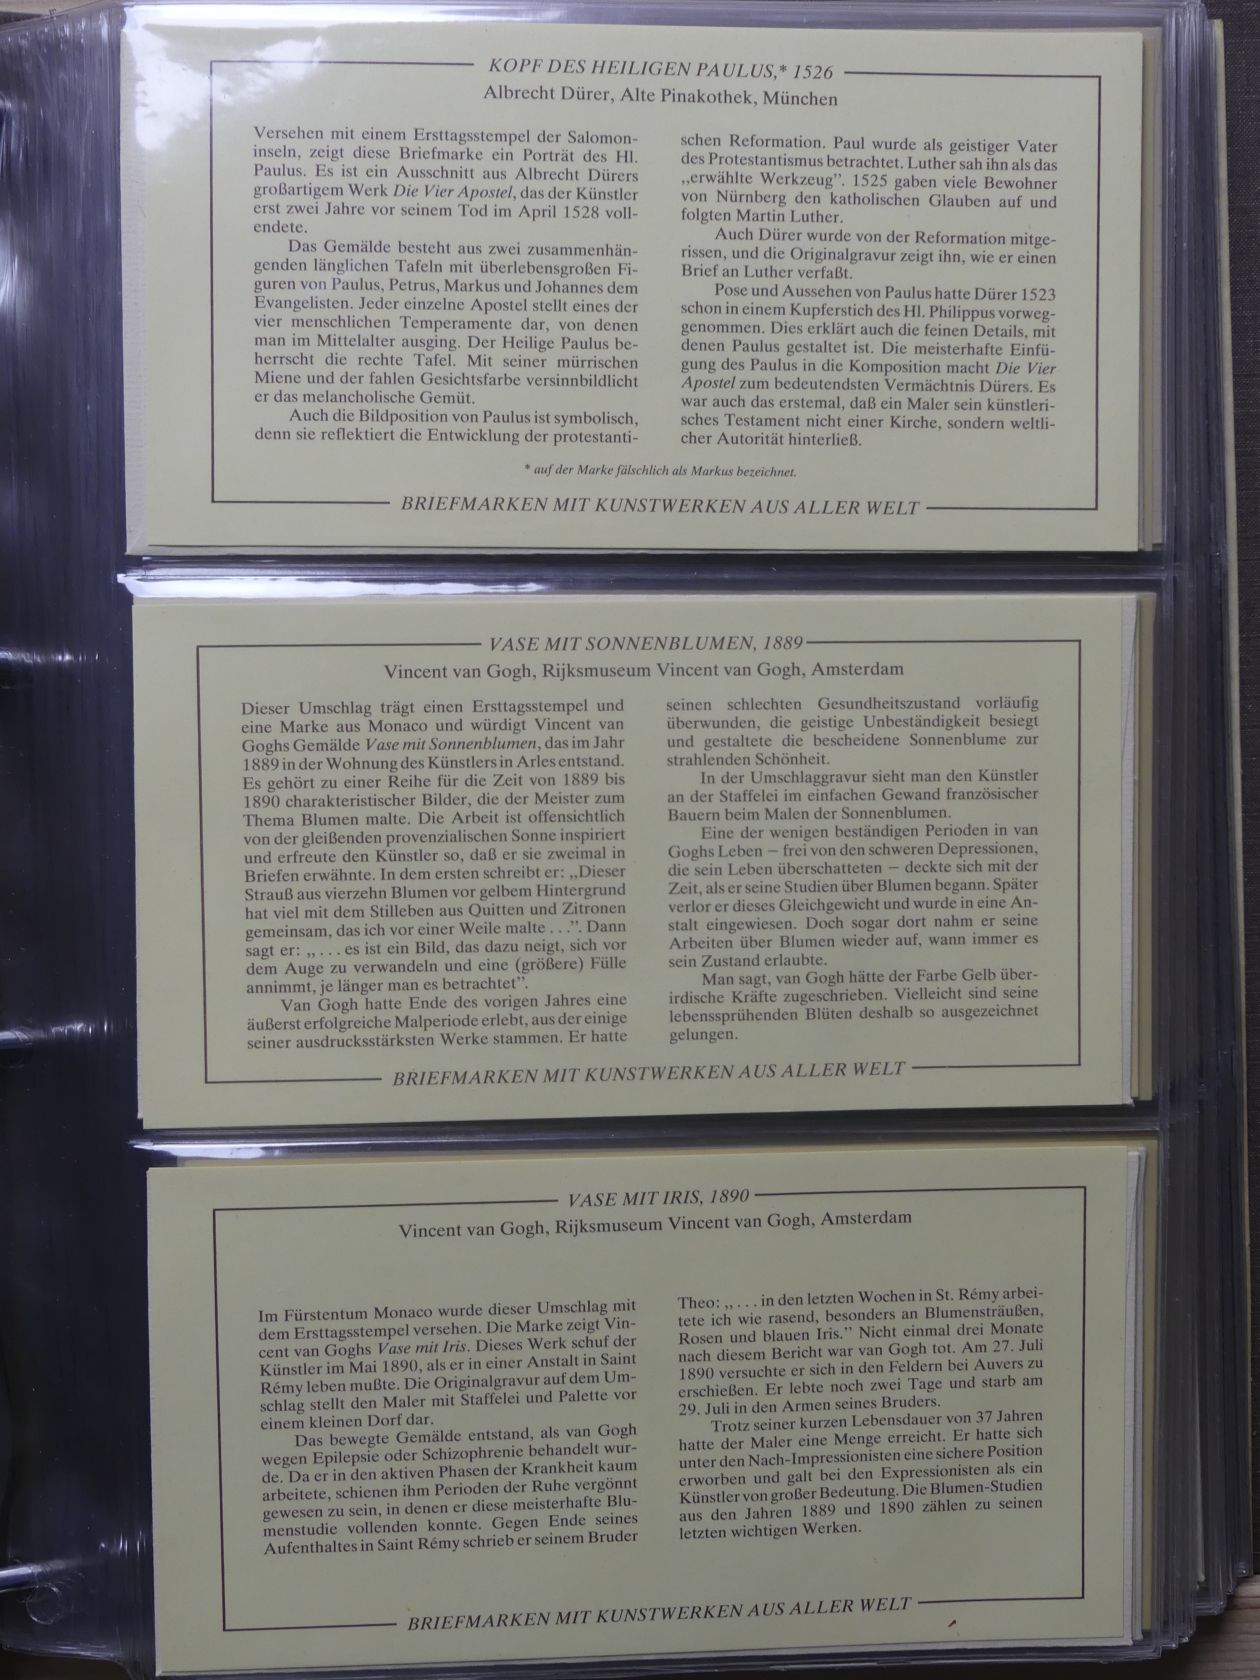 KOPF DES HEILIGEN PAULUS,* 1526
Albrecht Dürer, Alte Pinakothek, München
Versehen mit einem Ersttagsstempel der Salomon-
inseln, zeigt diese Briefmarke ein Porträt des Hl.
Paulus. Es ist ein Ausschnitt aus Albrecht Dürers
großartigem Werk Die Vier Apostel, das der Künstler
erst zwei Jahre vor seinem Tod im April 1528 voll-
endete.
Das Gemälde besteht aus zwei zusammenhän-
genden länglichen Tafeln mit überlebensgroßen Fi-
guren von Paulus, Petrus, Markus und Johannes dem
Evangelisten. Jeder einzelne Apostel stellt eines der
vier menschlichen Temperamente dar, von denen
man im Mittelalter ausging. Der Heilige Paulus be-
herrscht die rechte Tafel. Mit seiner mürrischen
Miene und der fahlen Gesichtsfarbe versinnbildlicht
er das melancholische Gemüt.
Auch die Bildposition von Paulus ist symbolisch,
denn sie reflektiert die Entwicklung der protestanti-
schen Reformation. Paul wurde als geistiger Vater
des Protestantismus betrachtet. Luther sah ihn als das
„erwählte Werkzeug”. 1525 gaben viele Bewohner
von Nürnberg den katholischen Glauben auf und
folgten Martin Luther.
Auch Dürer wurde von der Reformation mitge-
rissen, und die Originalgravur zeigt ihn, wie er einen
Brief an Luther verfaßt.
Pose und Aussehen von Paulus hatte Dürer 1523
schon in einem Kupferstich des Hl. Philippus vorweg-
genommen. Dies erklärt auch die feinen Details, mit
denen Paulus gestaltet ist. Die meisterhafte Einfü-
gung des Paulus in die Komposition macht Die Vier
Apostel zum bedeutendsten Vermächtnis Dürers. Es
war auch das erstemal, daß ein Maler sein künstleri-
sches Testament nicht einer Kirche, sondern weltli-
cher Autorität hinterließ.
* auf der Marke fälschlich als Markus bezeichnet.
BRIEFMARKEN MIT KUNSTWERKEN AUS ALLER WELT
VASE MIT SONNENBLUMEN, 1889
Vincent van Gogh, Rijksmuseum Vincent van Gogh, Amsterdam
Dieser Umschlag trägt einen Ersttagsstempel und
eine Marke aus Monaco und würdigt Vincent van
Goghs Gemälde Vase mit Sonnenblumen, das im Jahr
1889 in der Wohnung des Künstlers in Arles entstand.
Es gehört zu einer Reihe für die Zeit von 1889 bis
1890 charakteristischer Bilder, die der Meister zum
Thema Blumen malte. Die Arbeit ist offensichtlich
von der gleißenden provenzialischen Sonne inspiriert
und erfreute den Künstler so, daß er sie zweimal in
Briefen erwähnte. In dem ersten schreibt er: „Dieser
Strauß aus vierzehn Blumen vor gelbem Hintergrund
hat viel mit dem Stilleben aus Quitten und Zitronen
gemeinsam, das ich vor einer Weile malte . . .”. Dann
sagt er: „ . . . es ist ein Bild, das dazu neigt, sich vor
dem Auge zu verwandeln und eine (größere) Fülle
annimmt, je länger man es betrachtet”.
Van Gogh hatte Ende des vorigen Jahres eine
äußerst erfolgreiche Malperiode erlebt, aus der einige
seiner ausdrucksstärksten Werke stammen. Er hatte
seinen schlechten Gesundheitszustand vorläufig
überwunden, die geistige Unbeständigkeit besiegt
und gestaltete die bescheidene Sonnenblume zur
strahlenden Schönheit.
In der Umschlaggravur sieht man den Künstler
an der Staffelei im einfachen Gewand französischer
Bauern beim Malen der Sonnenblumen.
Eine der wenigen beständigen Perioden in van
Goghs Leben – frei von den schweren Depressionen,
die sein Leben überschatteten – deckte sich mit der
Zeit, als er seine Studien über Blumen begann. Später
verlor er dieses Gleichgewicht und wurde in eine An-
stalt eingewiesen. Doch sogar dort nahm er seine
Arbeiten über Blumen wieder auf, wann immer es
sein Zustand erlaubte.
Man sagt, van Gogh hätte der Farbe Gelb über-
irdische Kräfte zugeschrieben. Vielleicht sind seine
lebenssprühenden Blüten deshalb so ausgezeichnet
gelungen.
BRIEFMARKEN MIT KUNSTWERKEN AUS ALLER WELT
VASE MIT IRIS, 1890
Vincent van Gogh, Rijksmuseum Vincent van Gogh, Amsterdam
Im Fürstentum Monaco wurde dieser Umschlag mit
dem Ersttagsstempel versehen. Die Marke zeigt Vin-
cent van Goghs Vase mit Iris. Dieses Werk schuf der
Künstler im Mai 1890, als er in einer Anstalt in Saint
Rémy leben mußte. Die Originalgravur auf dem Um-
schlag stellt den Maler mit Staffelei und Palette vor
einem kleinen Dorf dar.
Das bewegte Gemälde entstand, als van Gogh
wegen Epilepsie oder Schizophrenie behandelt wur-
de. Da er in den aktiven Phasen der Krankheit kaum
arbeitete, schienen ihm Perioden der Ruhe vergönnt
gewesen zu sein, in denen er diese meisterhafte Blu-
menstudie vollenden konnte. Gegen Ende seines
Aufenthaltes in Saint Rémy schrieb er seinem Bruder
Theo: „ . . . in den letzten Wochen in St. Rémy arbei-
tete ich wie rasend, besonders an Blumensträußen,
Rosen und blauen Iris.” Nicht einmal drei Monate
nach diesem Bericht war van Gogh tot. Am 27. Juli
1890 versuchte er sich in den Feldern bei Auvers zu
erschießen. Er lebte noch zwei Tage und starb am
29. Juli in den Armen seines Bruders.
Trotz seiner kurzen Lebensdauer von 37 Jahren
hatte der Maler eine Menge erreicht. Er hatte sich
unter den Nach-Impressionisten eine sichere Position
erworben und galt bei den Expressionisten als ein
Künstler von großer Bedeutung. Die Blumen-Studien
aus den Jahren 1889 und 1890 zählen zu seinen
letzten wichtigen Werken.
BRIEFMARKEN MIT KUNSTWERKEN AUS ALLER WELT